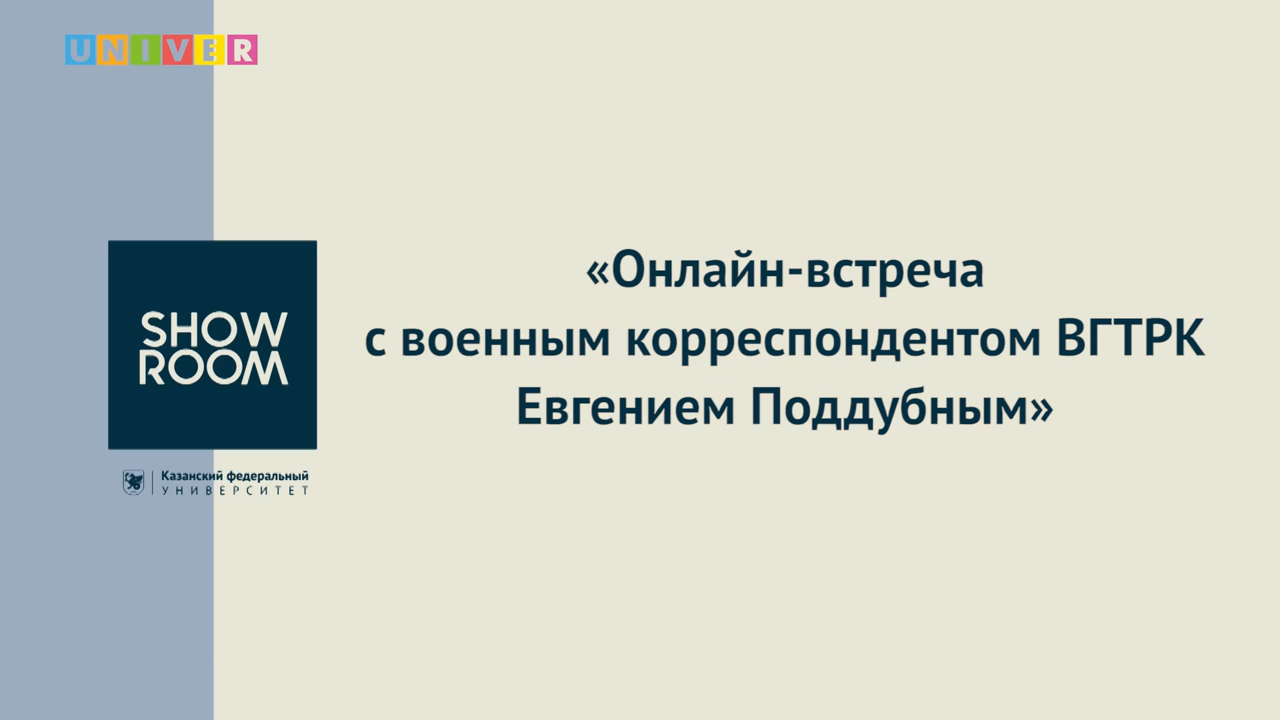 UNIVER
SHOW
ROOM
Казанский федеральный
УНИВЕРСИТЕТ
«Онлайн-встреча
с военным корреспондентом ВГТРК
Евгением Поддубным»